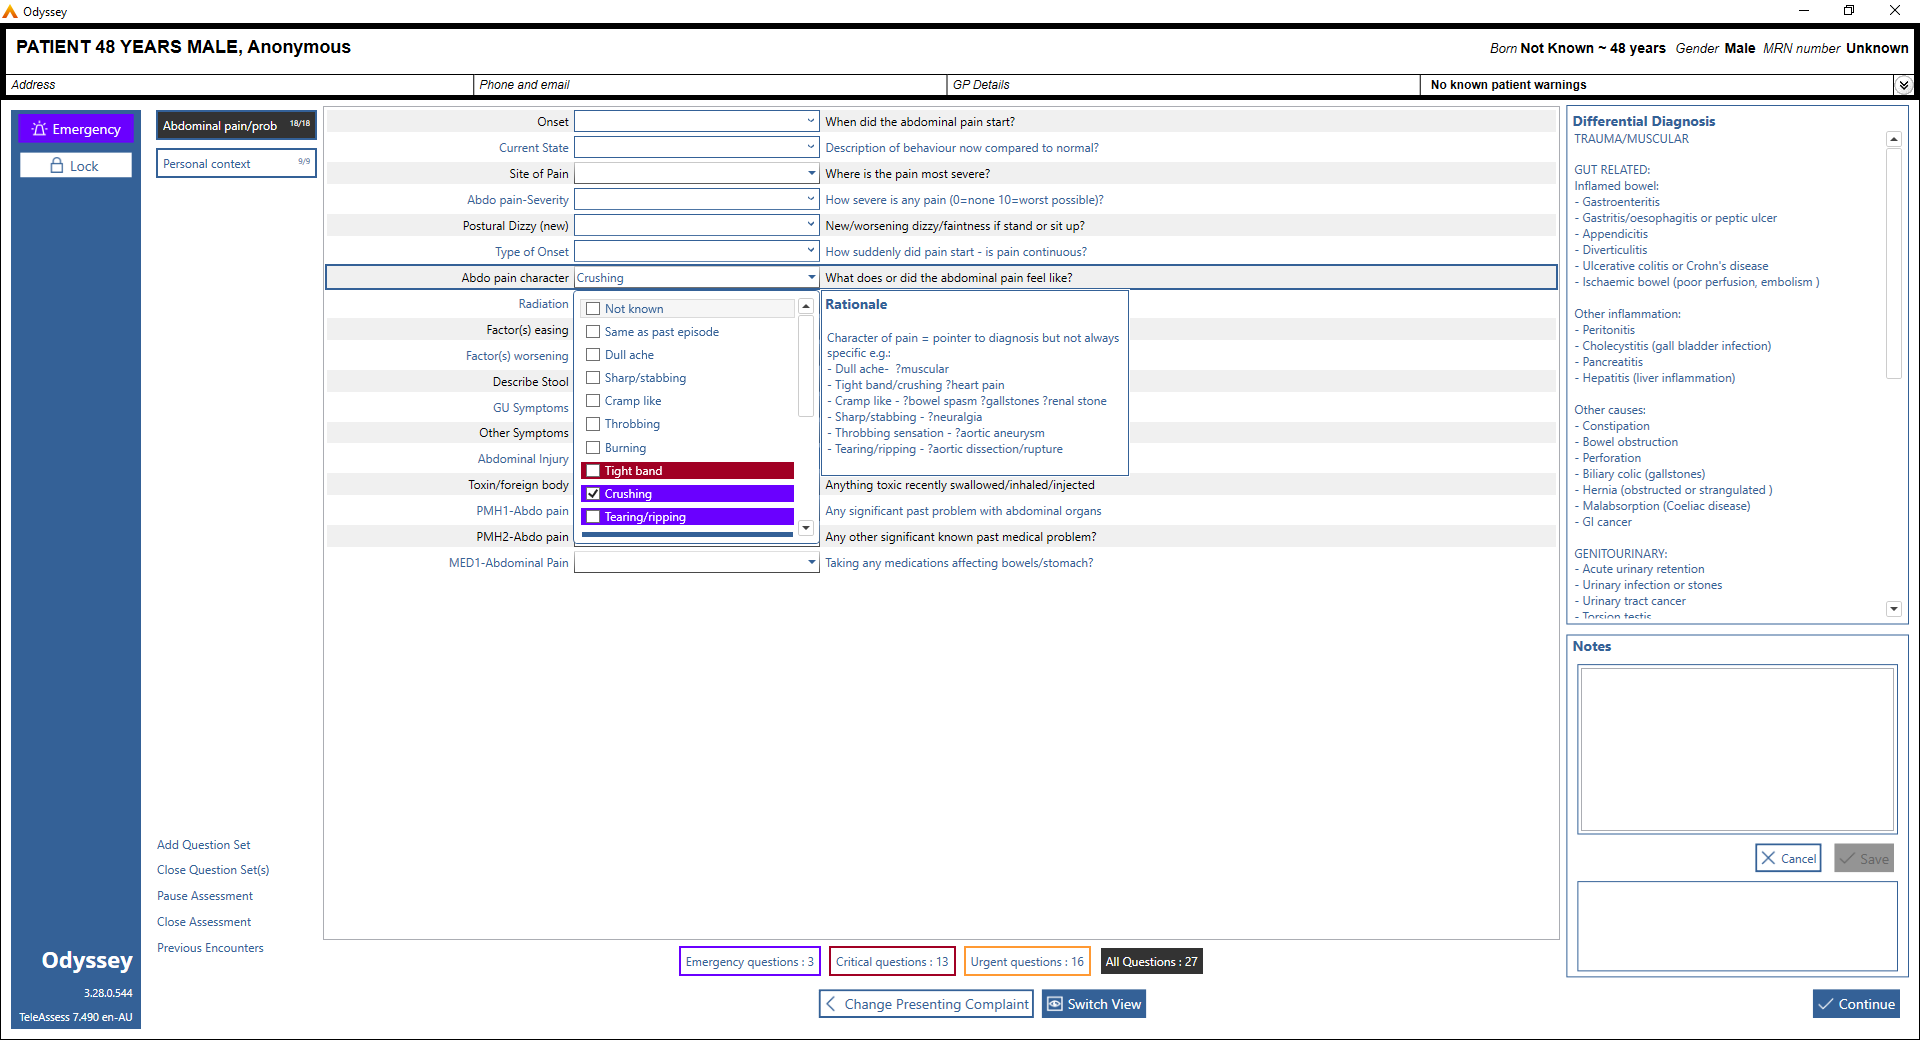 Odyssey
PATIENT 48 YEARS MALE, Anonymous
Born Not Known ~ 48 years Gender Male MRN number Unknown
Address
Phone and email
GP Details
No known patient warnings
Emergency
Lock
Abdominal pain/prob 18/18
Personal context 9/9
Onset
When did the abdominal pain start?
Current State
Description of behaviour now compared to normal?
Site of Pain
Where is the pain most severe?
Abdo pain-Severity
How severe is any pain (0=none 10=worst possible)?
Postural Dizzy (new)
New/worsening dizzy/faintness if stand or sit up?
Type of Onset
How suddenly did pain start - is pain continuous?
Abdo pain character
Crushing
What does or did the abdominal pain feel like?
Radiation
Factor(s) easing
Factor(s) worsening
Describe Stool
GU Symptoms
Other Symptoms
Abdominal Injury
Toxin/foreign body
Anything toxic recently swallowed/inhaled/injected
PMH1-Abdo pain
Any significant past problem with abdominal organs
PMH2-Abdo pain
Any other significant known past medical problem?
MED1-Abdominal Pain
Taking any medications affecting bowels/stomach?
Not known
Same as past episode
Dull ache
Sharp/stabbing
Cramp like
Throbbing
Burning
Tight band
Crushing
Tearing/ripping
Rationale
Character of pain = pointer to diagnosis but not always
specific e.g.:
- Dull ache- ?muscular
- Tight band/crushing ?heart pain
- Cramp like - ?bowel spasm ?gallstones ?renal stone
- Sharp/stabbing - ?neuralgia
- Throbbing sensation - ?aortic aneurysm
- Tearing/ripping - ?aortic dissection/rupture
Differential Diagnosis
TRAUMA/MUSCULAR
GUT RELATED:
Inflamed bowel:
- Gastroenteritis
- Gastritis/oesophagitis or peptic ulcer
- Appendicitis
- Diverticulitis
- Ulcerative colitis or Crohn's disease
- Ischaemic bowel (poor perfusion, embolism )
Other inflammation:
- Peritonitis
- Cholecystitis (gall bladder infection)
- Pancreatitis
- Hepatitis (liver inflammation)
Other causes:
- Constipation
- Bowel obstruction
- Perforation
- Biliary colic (gallstones)
- Hernia (obstructed or strangulated )
- Malabsorption (Coeliac disease)
- GI cancer
GENITOURINARY:
- Acute urinary retention
- Urinary infection or stones
- Urinary tract cancer
- Torsion testis
Notes
Cancel
Save
Add Question Set
Close Question Set(s)
Pause Assessment
Close Assessment
Previous Encounters
Odyssey
3.28.0.544
TeleAssess 7.490 en-AU
Emergency questions : 3
Critical questions : 13
Urgent questions : 16
All Questions : 27
Change Presenting Complaint
Switch View
Continue